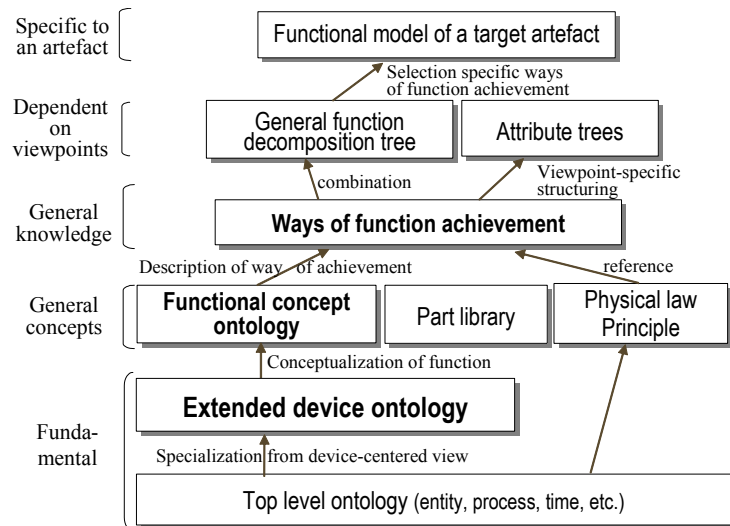 Specific to
an artefact
Functional model of a target artefact
Selection specific ways
of function achievement
Dependent
on
viewpoints
General function
decomposition tree
Attribute trees
combination
Viewpoint-specific
structuring
General
knowledge
Ways of function achievement
Description of way of achievement
reference
General
concepts
Functional concept
ontology
Part library
Physical law
Principle
Conceptualization of function
Funda-
mental
Extended device ontology
Specialization from device-centered view
Top level ontology (entity, process, time, etc.)